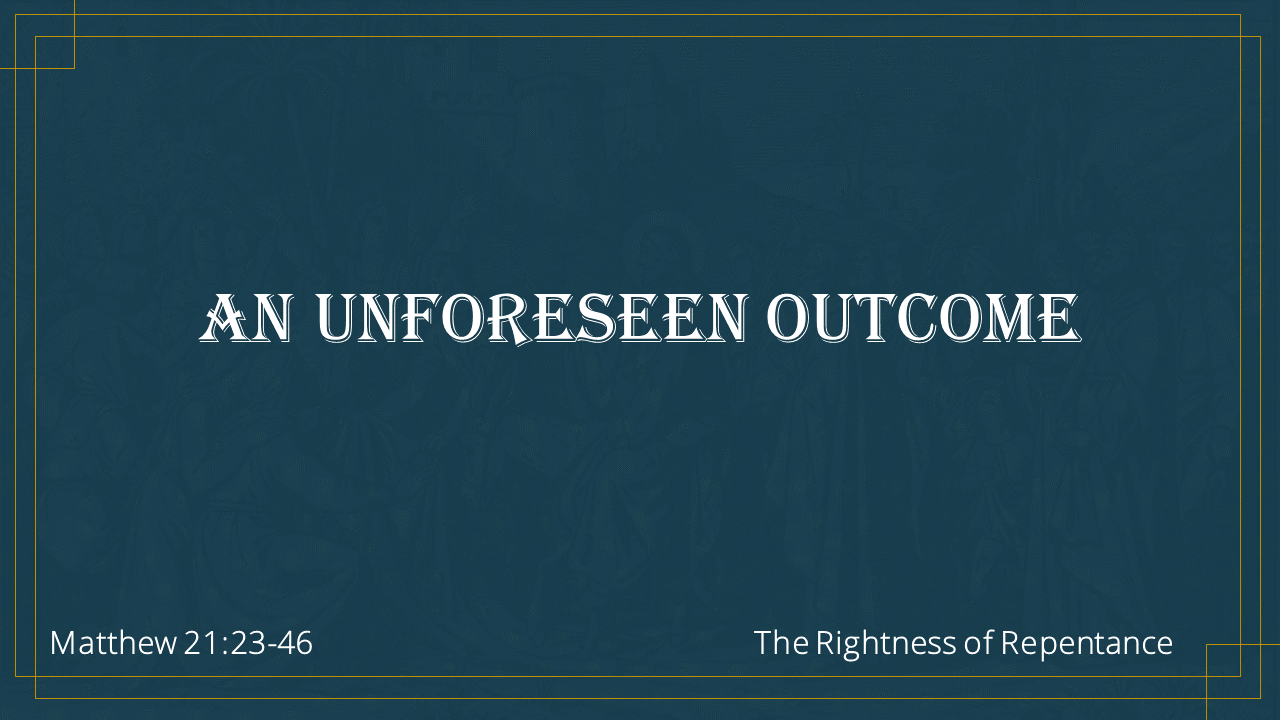 AN UNFORESEEN OUTCOME
Matthew 21:23-46
The Rightness of Repentance